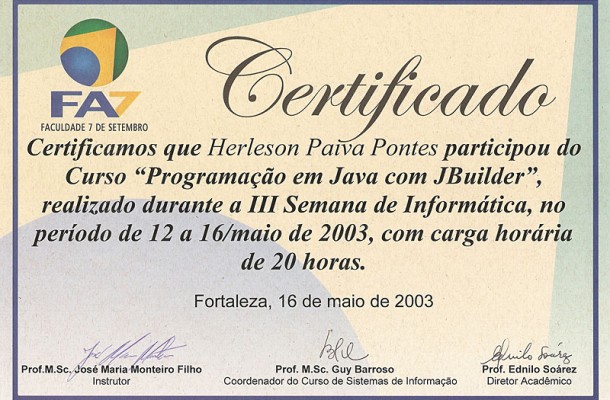 Certificado
FA7
FACULDADE 7 DE SETEMBRO
Certificamos que Herleson Paiva Pontes participou do
Curso “Programação em Java com JBuilder”,
realizado durante a III Semana de Informática, no
período de 12 a 16/maio de 2003, com carga horária
de 20 horas.
Fortaleza, 16 de maio de 2003
Prof.M.Sc. José Maria Monteiro Filho
Instrutor
Prof. M.Sc. Guy Barroso
Coordenador do Curso de Sistemas de Informação
Ednilo Soárez
Prof. Ednilo Soárez
Diretor Acadêmico